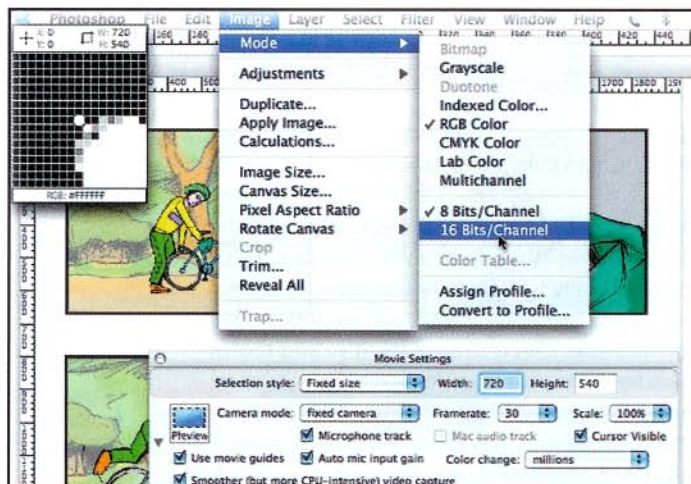 Photoshop File Edit Image Layer Select Filter View Window Help
X: 0 W: 720
Y: 0 H: 540
RGB: #FFFFFF
Mode
Adjustments
Duplicate...
Apply Image...
Calculations...
Image Size...
Canvas Size...
Pixel Aspect Ratio
Rotate Canvas
Crop
Trim...
Reveal All
Trap...
Bitmap
Grayscale
Duotone
Indexed Color...
✓ RGB Color
CMYK Color
Lab Color
Multichannel
✓ 8 Bits/Channel
16 Bits/Channel
Color Table...
Assign Profile...
Convert to Profile...
Movie Settings
Selection style: Fixed size Width: 720 Height: 540
Camera mode: fixed camera Framerate: 30 Scale: 100%
Preview
Microphone track Mac audio track Cursor Visible
Use movie guides Auto mic input gain Color change: millions
Smoother (but more CPU-intensive) video capture